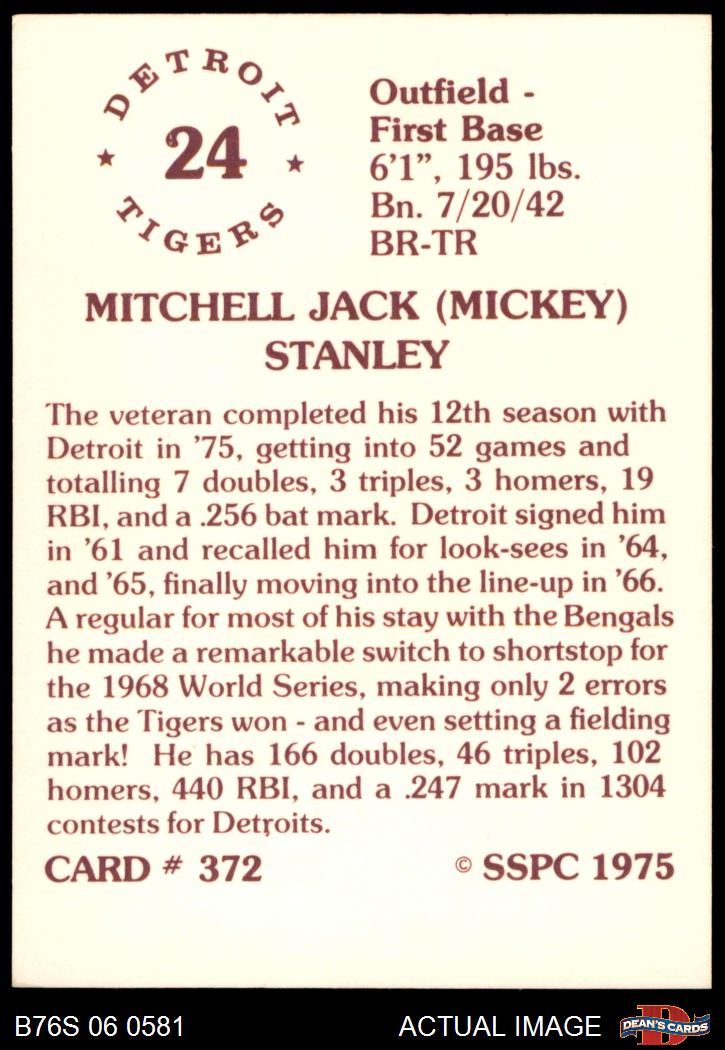 DETROIT
24
TIGERS
Outfield -
First Base
6'1", 195 lbs.
Bn. 7/20/42
BR-TR
MITCHELL JACK (MICKEY)
STANLEY
The veteran completed his 12th season with
Detroit in '75, getting into 52 games and
totalling 7 doubles, 3 triples, 3 homers, 19
RBI, and a .256 bat mark. Detroit signed him
in '61 and recalled him for look-sees in '64,
and '65, finally moving into the line-up in '66.
A regular for most of his stay with the Bengals
he made a remarkable switch to shortstop for
the 1968 World Series, making only 2 errors
as the Tigers won - and even setting a fielding
mark! He has 166 doubles, 46 triples, 102
homers, 440 RBI, and a .247 mark in 1304
contests for Detroits.
CARD # 372
© SSPC 1975
B76S 06 0581
ACTUAL IMAGE
D
DEAN'S CARDS